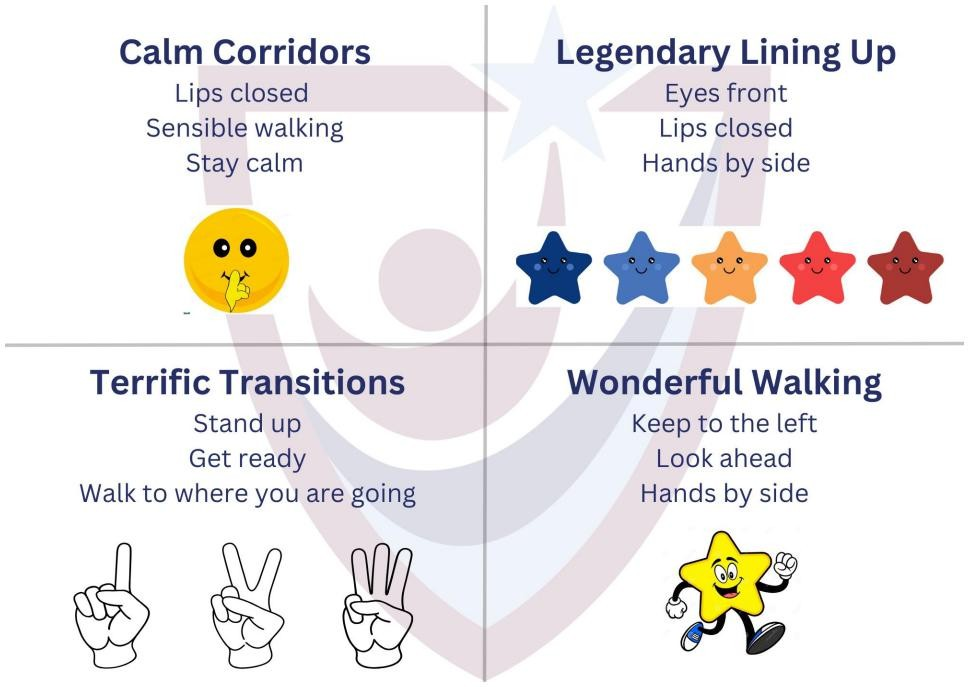 Calm Corridors
Lips closed
Sensible walking
Stay calm
Legendary Lining Up
Eyes front
Lips closed
Hands by side
Terrific Transitions
Stand up
Get ready
Walk to where you are going
Wonderful Walking
Keep to the left
Look ahead
Hands by side